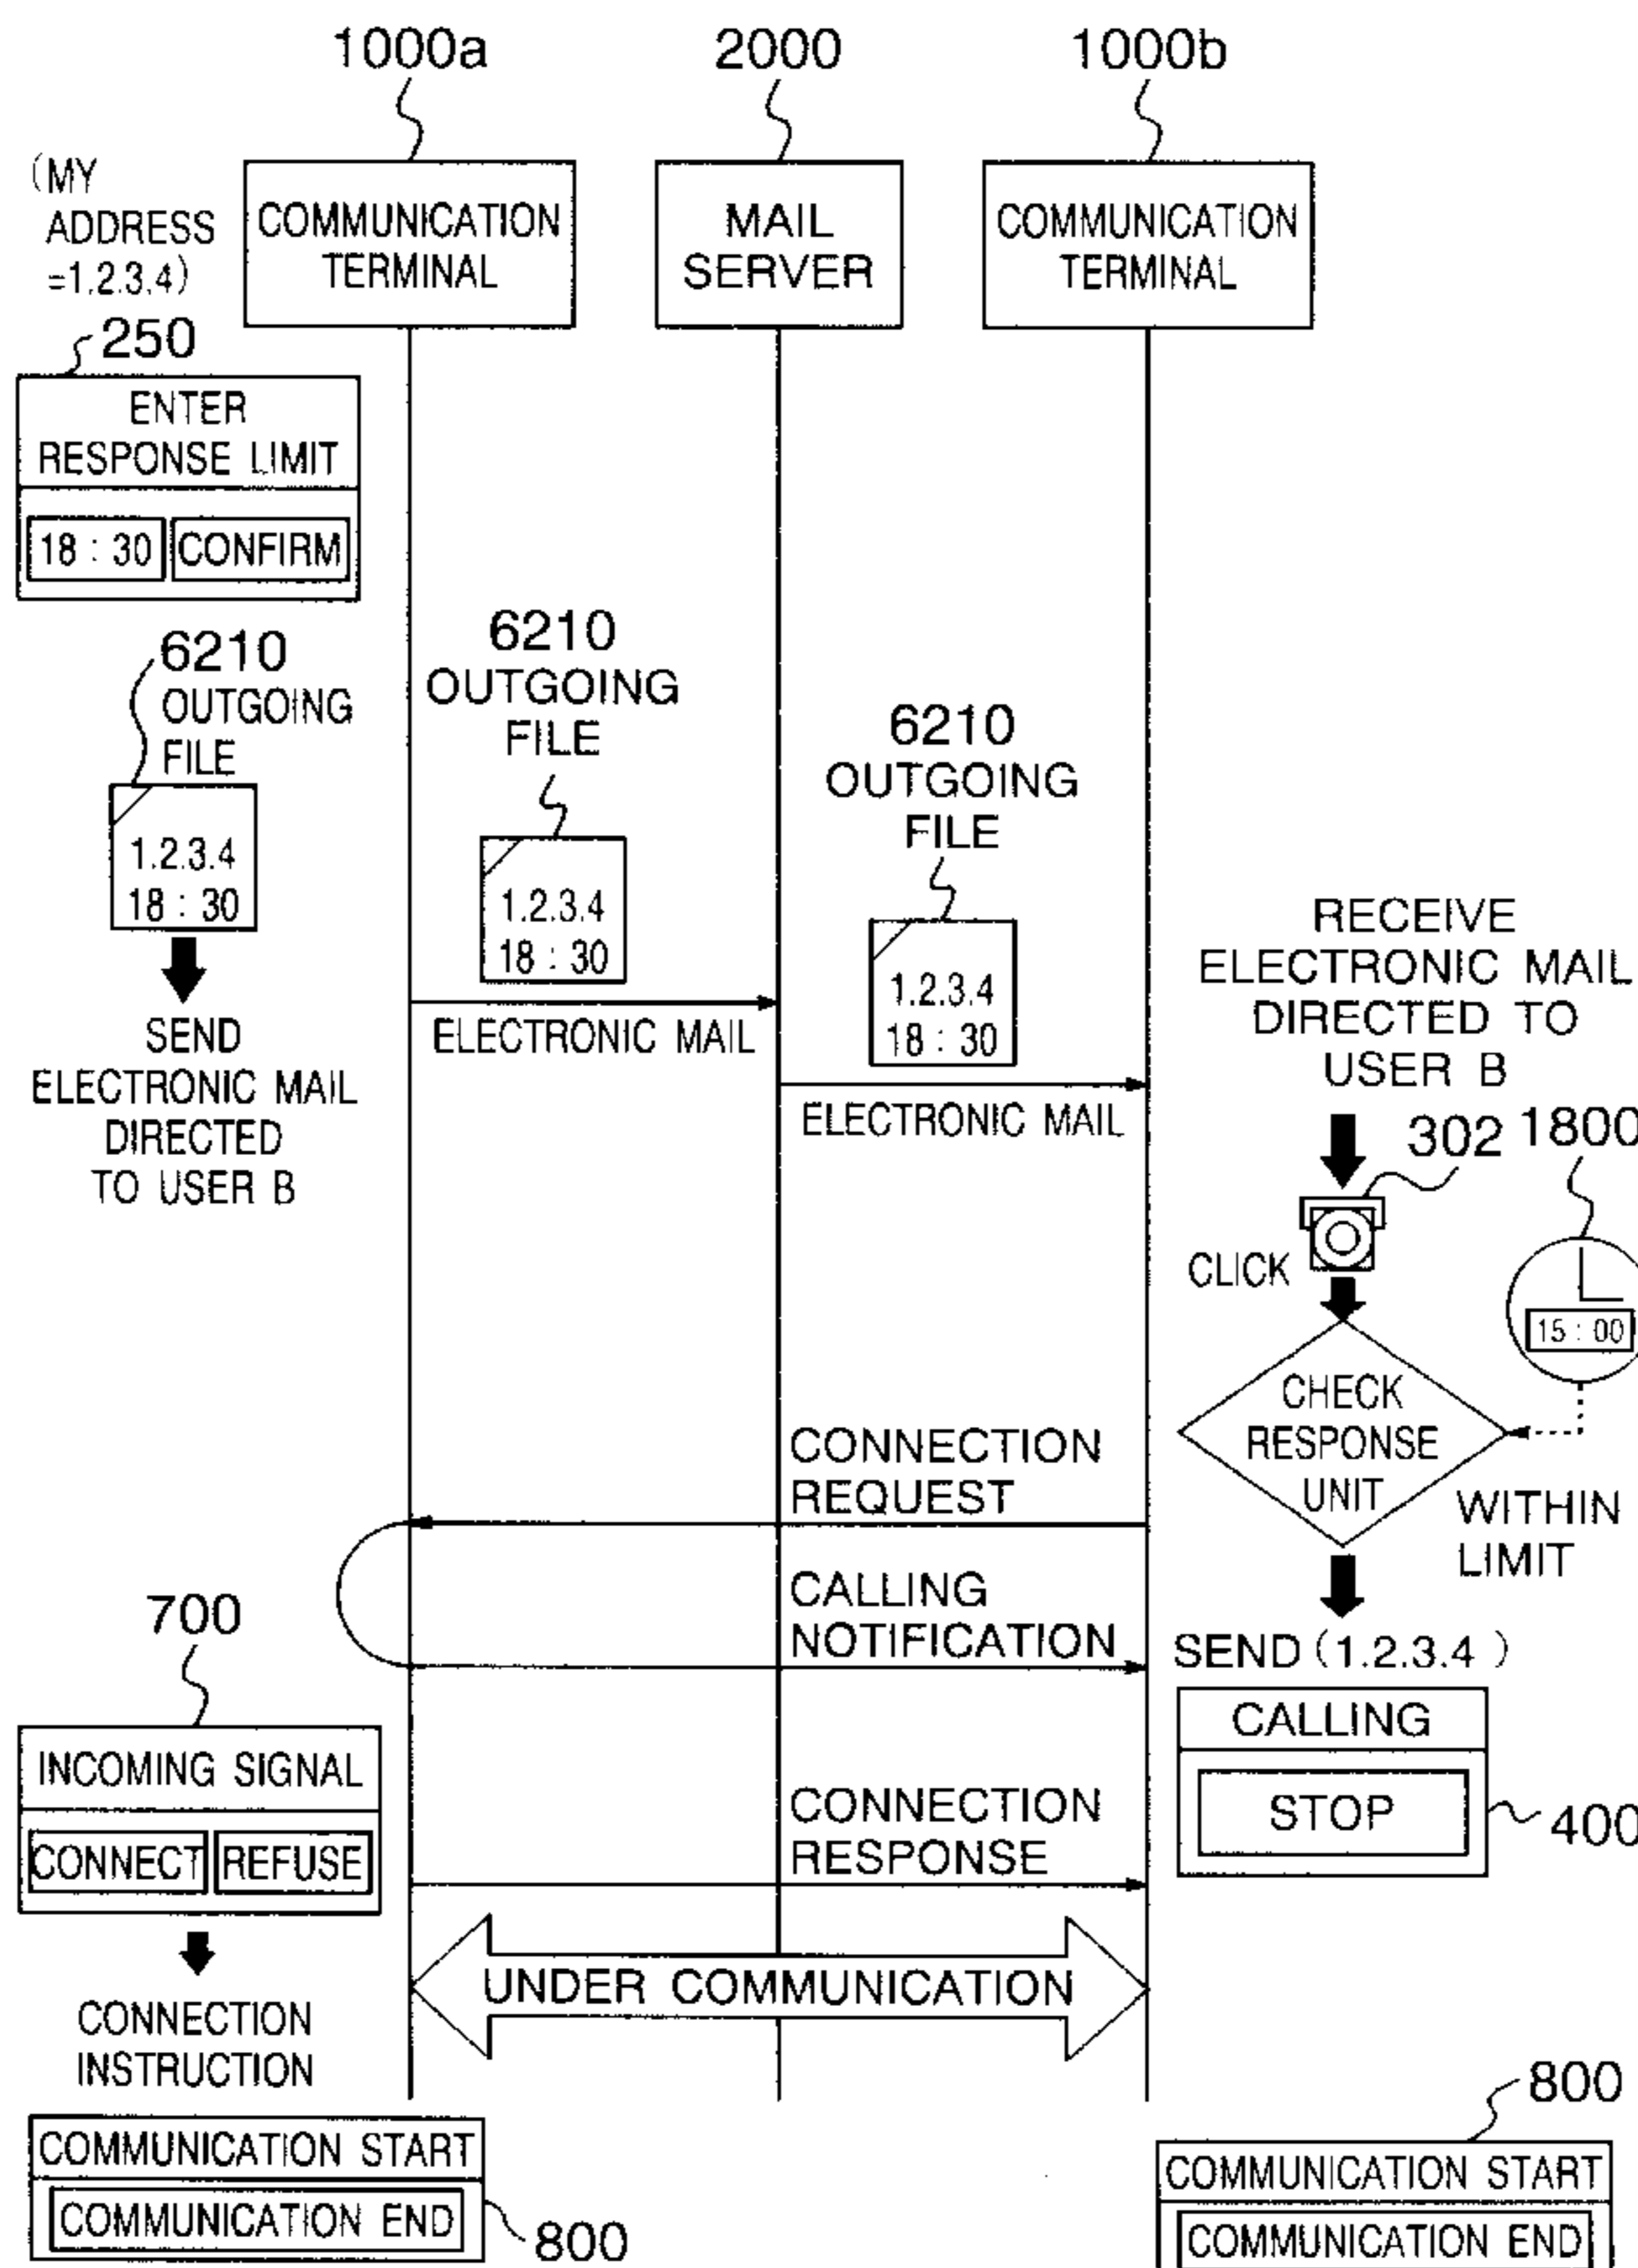 1000a
2000
1000b
(MY
ADDRESS
=1.2.3.4)
COMMUNICATION
TERMINAL
MAIL
SERVER
COMMUNICATION
TERMINAL
250
ENTER
RESPONSE LIMIT
18 : 30
CONFIRM
6210
OUTGOING
FILE
1.2.3.4
18 : 30
SEND
ELECTRONIC MAIL
DIRECTED
TO USER B
6210
OUTGOING
FILE
1.2.3.4
18 : 30
ELECTRONIC MAIL
6210
OUTGOING
FILE
1.2.3.4
18 : 30
ELECTRONIC MAIL
RECEIVE
ELECTRONIC MAIL
DIRECTED TO
USER B
302
1800
CLICK
15 : 00
CHECK
RESPONSE
UNIT
WITHIN
LIMIT
CONNECTION
REQUEST
CALLING
NOTIFICATION
SEND (1.2.3.4 )
CALLING
STOP
400
700
INCOMING SIGNAL
CONNECT
REFUSE
CONNECTION
RESPONSE
UNDER COMMUNICATION
CONNECTION
INSTRUCTION
COMMUNICATION START
COMMUNICATION END
800
800
COMMUNICATION START
COMMUNICATION END